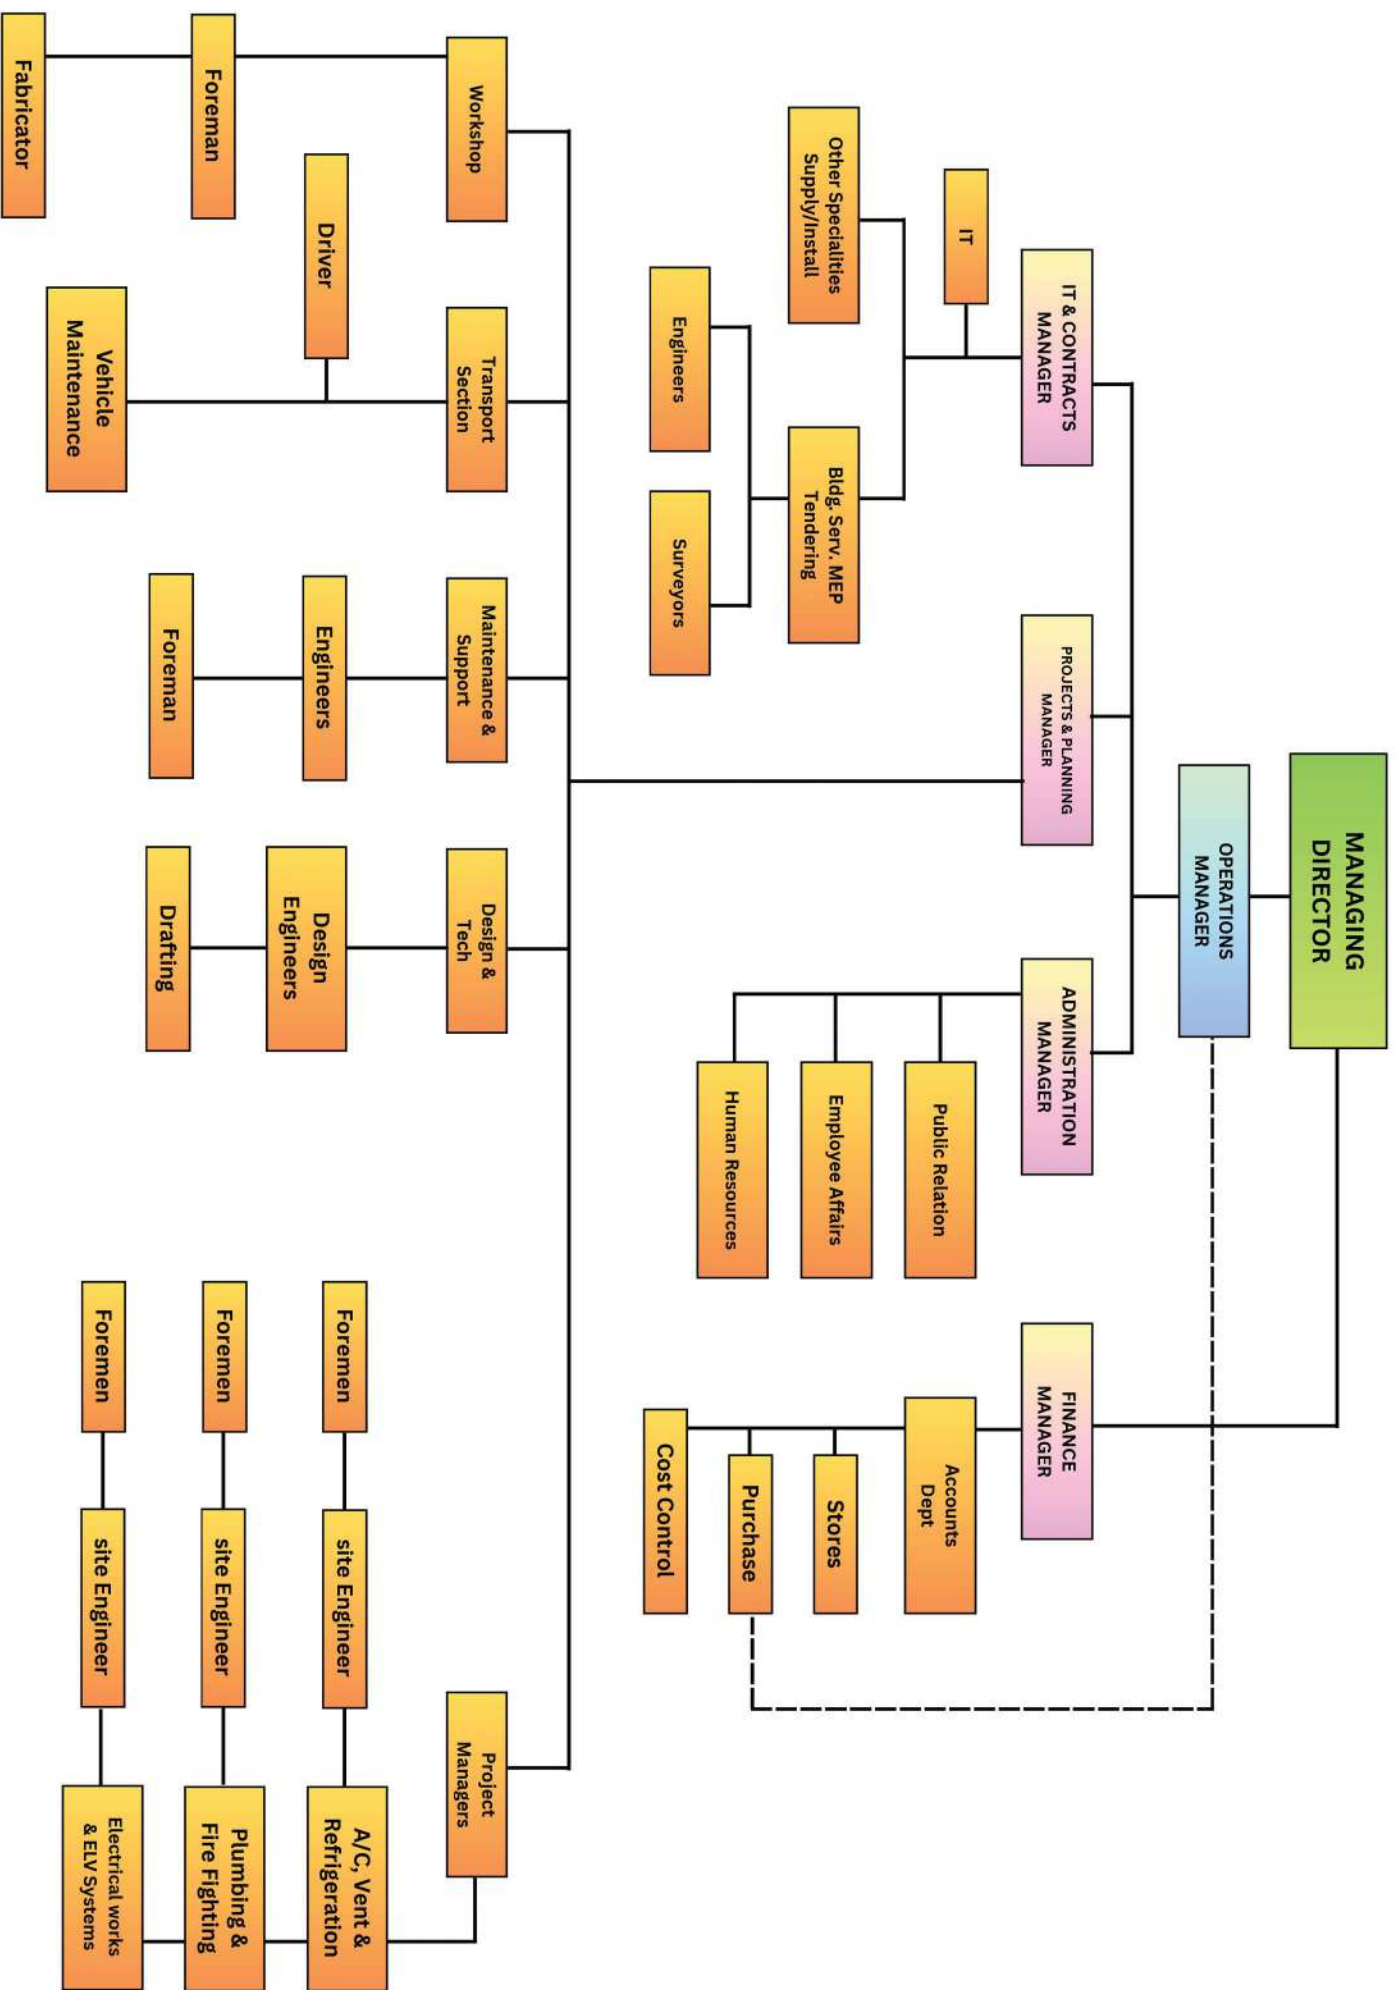 MANAGING
DIRECTOR
OPERATIONS
MANAGER
IT & CONTRACTS
MANAGER
PROJECTS & PLANNING
MANAGER
ADMINISTRATION
MANAGER
FINANCE
MANAGER
IT
Other Specialities
Supply/Install
Bldg. Serv. MEP
Tendering
Engineers
Surveyors
Public Relation
Employee Affairs
Human Resources
Accounts
Dept
Stores
Purchase
Cost Control
Workshop
Foreman
Fabricator
Transport
Section
Driver
Vehicle
Maintenance
Maintenance &
Support
Engineers
Foreman
Design &
Tech
Design
Engineers
Drafting
Project
Managers
Foremen
site Engineer
A/C, Vent &
Refrigeration
Foremen
site Engineer
Plumbing &
Fire Fighting
Foremen
site Engineer
Electrical works
& ELV Systems